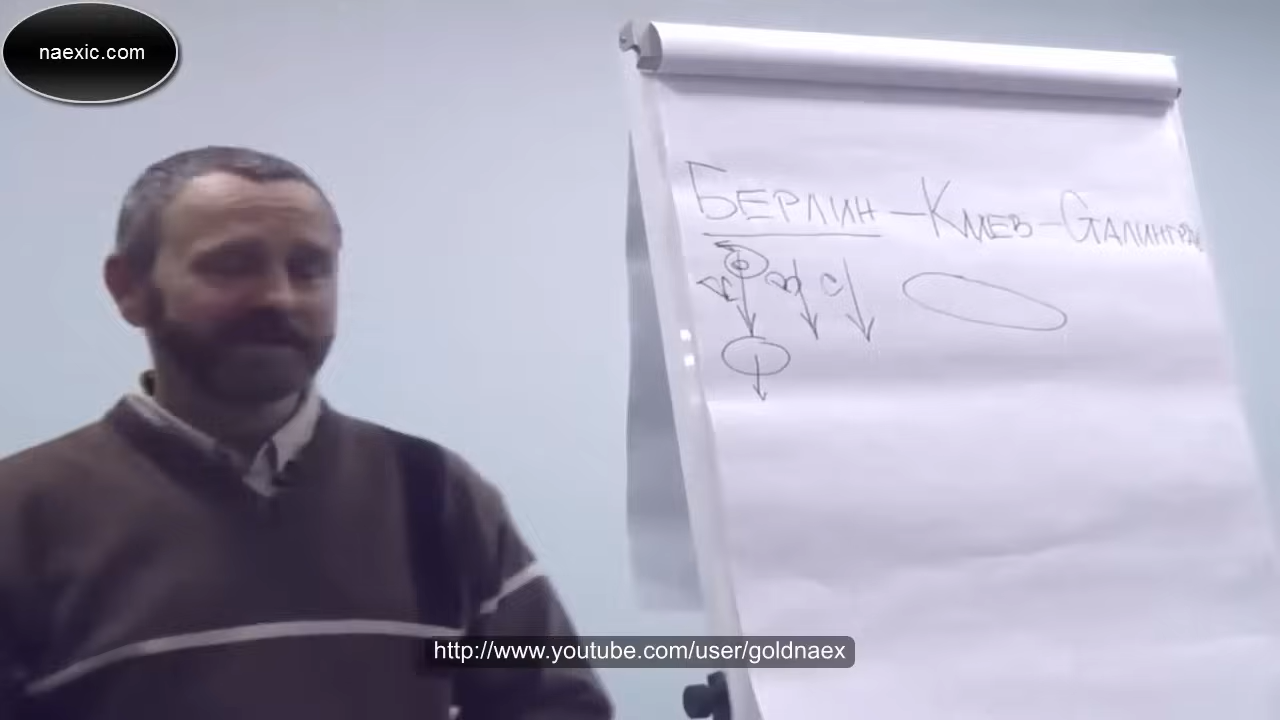 naexic.com
БЕРЛИН – КИЕВ – СТАЛИНГРАД
A B C
http://www.youtube.com/user/goldnaex